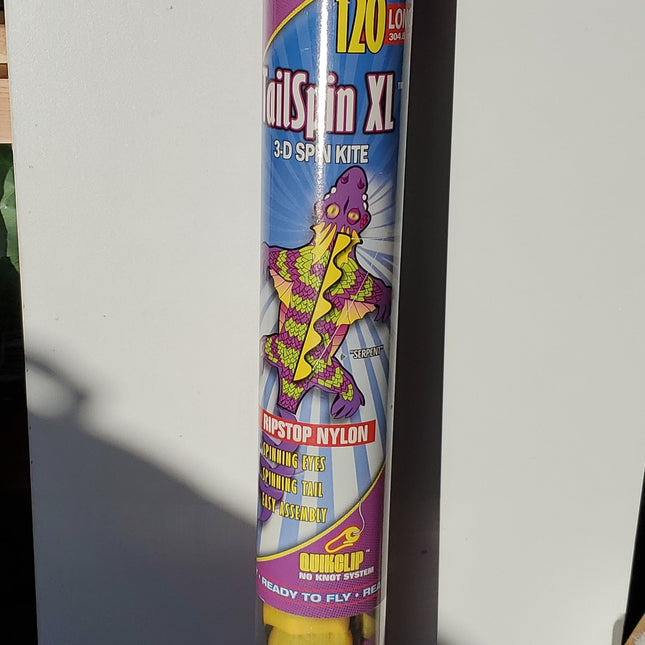 120
TailSpin XL
3-D SPIN KITE
"SERPENT"
RIPSTOP NYLON
SPINNING EYES
SPINNING TAIL
EASY ASSEMBLY
QUIKCLIP™
NO KNOT SYSTEM
READY TO FLY •